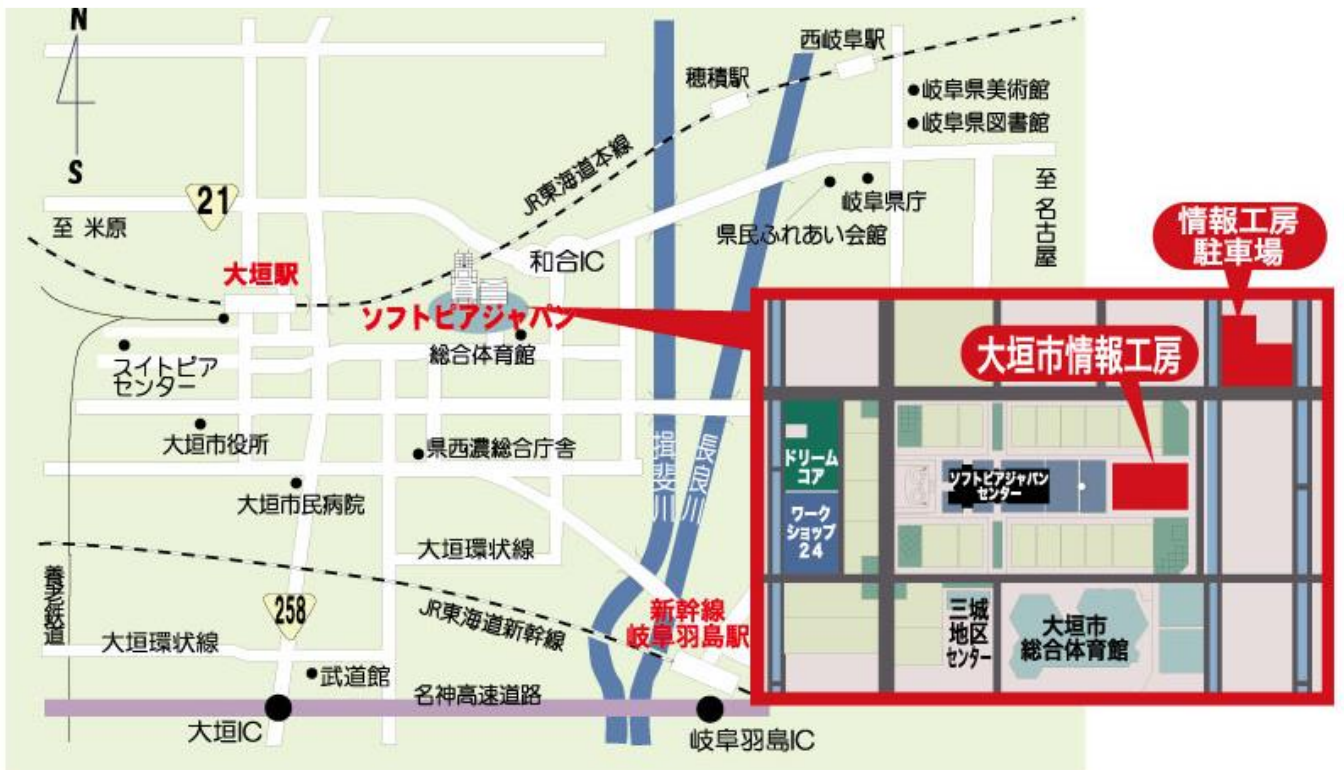 N
S
21
至 米原
大垣駅
スイトピア
センター
大垣市役所
大垣市民病院
養老鉄道
大垣環状線
258
武道館
大垣IC
名神高速道路
岐阜羽島IC
JR東海道新幹線
新幹線
岐阜羽島駅
大垣環状線
県西濃総合庁舎
揖斐川
長良川
総合体育館
ソフトピアジャパン
和合IC
JR東海道本線
穂積駅
西岐阜駅
岐阜県美術館
岐阜県図書館
岐阜県庁
県民ふれあい会館
至 名古屋
情報工房
駐車場
大垣市情報工房
ドリーム
コア
ワーク
ショップ
24
ソフトピアジャパン
センター
三城
地区
センター
大垣市
総合体育館